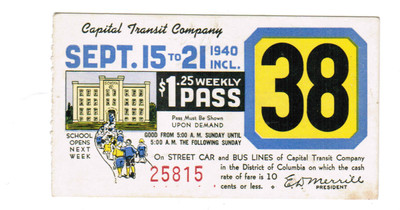 Capital Transit Company
SEPT. 15 TO 21 1940 INCL.
$1.25 WEEKLY PASS
38
Pass Must Be Shown
UPON DEMAND
SCHOOL
OPENS
NEXT
WEEK
GOOD FROM 5:00 A.M. SUNDAY UNTIL
5:00 A.M. THE FOLLOWING SUNDAY
On STREET CAR and BUS LINES of Capital Transit Company
in the District of Columbia on which the cash
rate of fare is 10
cents or less.
25815
EDMerrill
PRESIDENT